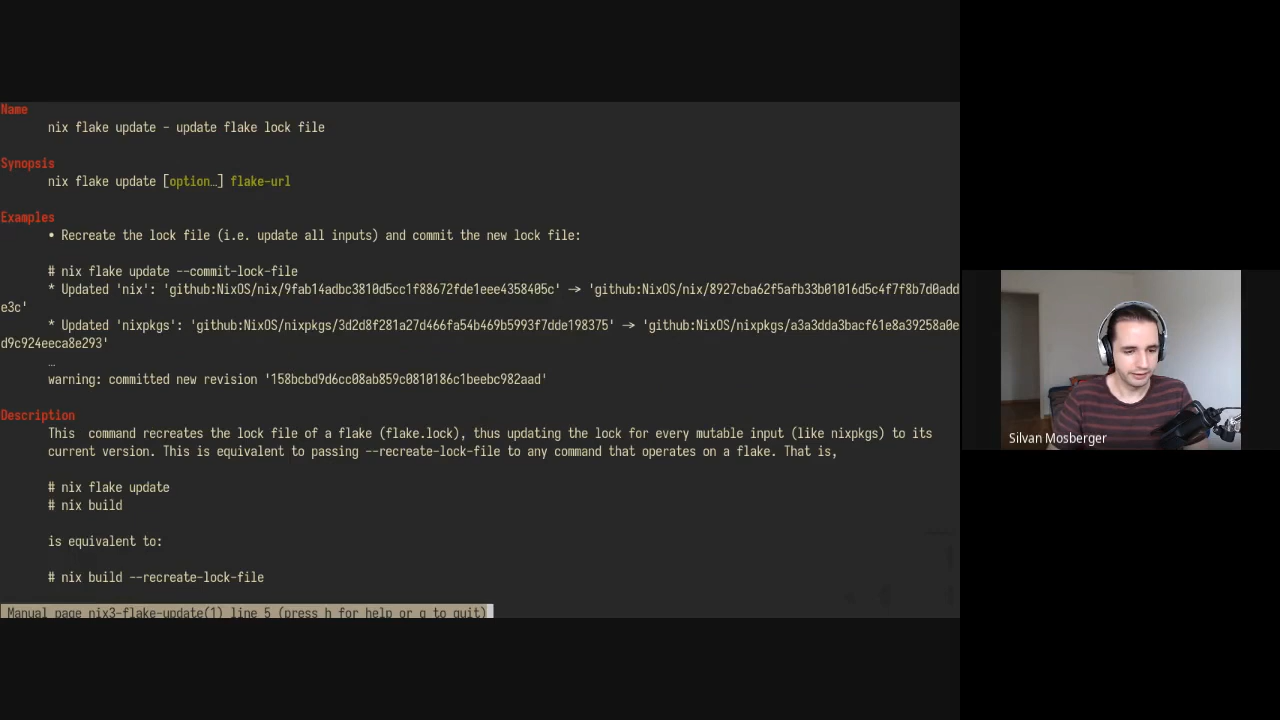 Name
nix flake update - update flake lock file
Synopsis
nix flake update [option…] flake-url
Examples
• Recreate the lock file (i.e. update all inputs) and commit the new lock file:
# nix flake update --commit-lock-file
* Updated 'nix': 'github:NixOS/nix/9fab14adbc3810d5cc1f88672fde1eee4358405c' -> 'github:NixOS/nix/8927cba62f5afb33b01016d5c4f7f8b7d0add
e3c'
* Updated 'nixpkgs': 'github:NixOS/nixpkgs/3d2d8f281a27d466fa54b469b5993f7dde198375' -> 'github:NixOS/nixpkgs/a3a3dda3bacf61e8a39258a0e
d9c924eeca8e293'
…
warning: committed new revision '158bcbd9d6cc08ab859c0810186c1beebc982aad'
Description
This  command recreates the lock file of a flake (flake.lock), thus updating the lock for every mutable input (like nixpkgs) to its
current version. This is equivalent to passing --recreate-lock-file to any command that operates on a flake. That is,
# nix flake update
# nix build
is equivalent to:
# nix build --recreate-lock-file
Manual page nix3-flake-update(1) line 5 (press h for help or q to quit)
Silvan Mosberger